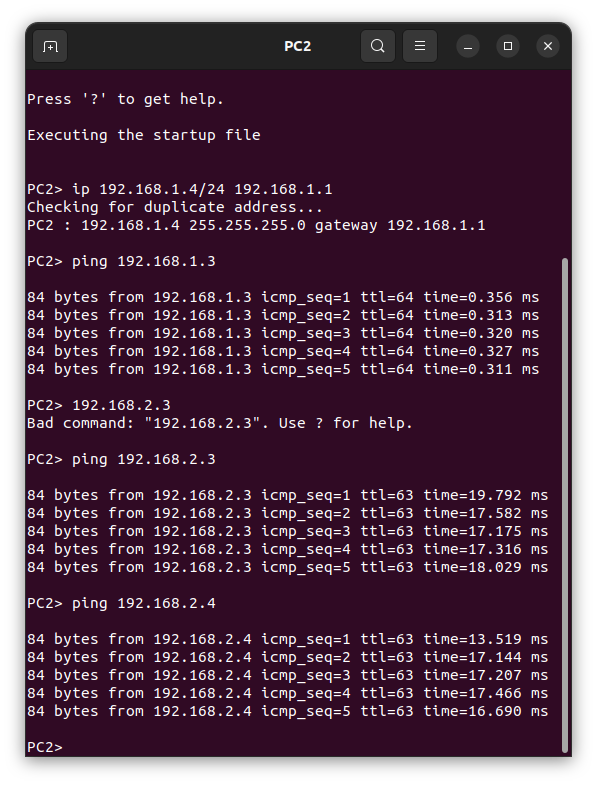 PC2
Press '?' to get help.
Executing the startup file
PC2> ip 192.168.1.4/24 192.168.1.1
Checking for duplicate address...
PC2 : 192.168.1.4 255.255.255.0 gateway 192.168.1.1
PC2> ping 192.168.1.3
84 bytes from 192.168.1.3 icmp_seq=1 ttl=64 time=0.356 ms
84 bytes from 192.168.1.3 icmp_seq=2 ttl=64 time=0.313 ms
84 bytes from 192.168.1.3 icmp_seq=3 ttl=64 time=0.320 ms
84 bytes from 192.168.1.3 icmp_seq=4 ttl=64 time=0.327 ms
84 bytes from 192.168.1.3 icmp_seq=5 ttl=64 time=0.311 ms
PC2> 192.168.2.3
Bad command: "192.168.2.3". Use ? for help.
PC2> ping 192.168.2.3
84 bytes from 192.168.2.3 icmp_seq=1 ttl=63 time=19.792 ms
84 bytes from 192.168.2.3 icmp_seq=2 ttl=63 time=17.582 ms
84 bytes from 192.168.2.3 icmp_seq=3 ttl=63 time=17.175 ms
84 bytes from 192.168.2.3 icmp_seq=4 ttl=63 time=17.316 ms
84 bytes from 192.168.2.3 icmp_seq=5 ttl=63 time=18.029 ms
PC2> ping 192.168.2.4
84 bytes from 192.168.2.4 icmp_seq=1 ttl=63 time=13.519 ms
84 bytes from 192.168.2.4 icmp_seq=2 ttl=63 time=17.144 ms
84 bytes from 192.168.2.4 icmp_seq=3 ttl=63 time=17.207 ms
84 bytes from 192.168.2.4 icmp_seq=4 ttl=63 time=17.466 ms
84 bytes from 192.168.2.4 icmp_seq=5 ttl=63 time=16.690 ms
PC2>